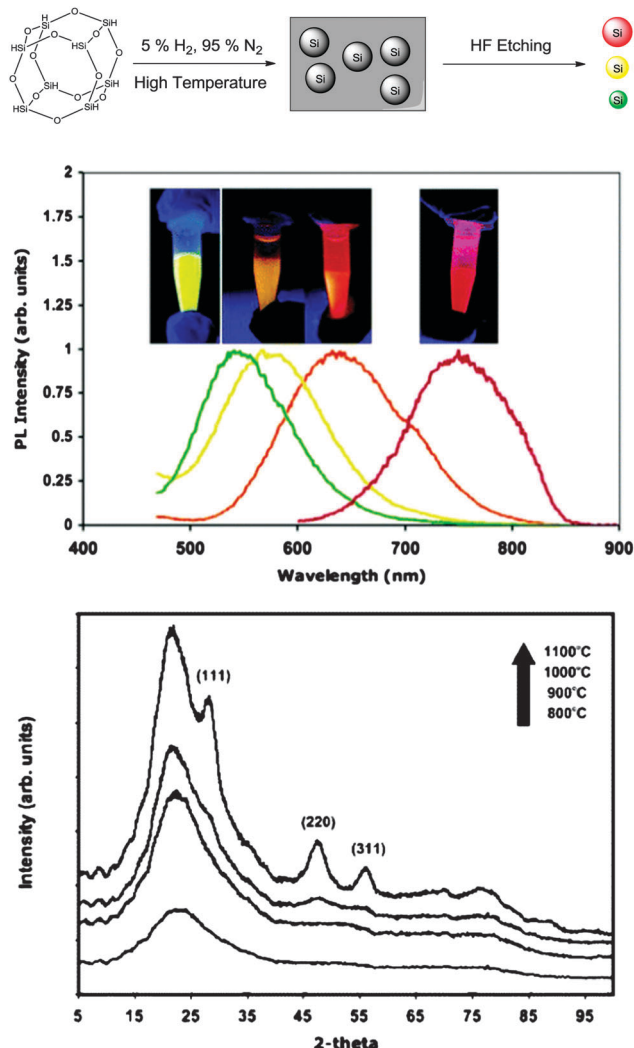 H
Si
O
SiH
O
O
HSi
HSi
O
O
O
O
O
SiH
O
SiH
O
HSi
SiH
O
O
5 % H2, 95 % N2
High Temperature
Si
Si
Si
Si
Si
HF Etching
Si
Si
Si
2
1.75
1.5
1.25
1
0.75
0.5
0.25
0
PL Intensity (arb. units)
400 500 600 700 800 900
Wavelength (nm)
1100°C
1000°C
900°C
800°C
(111)
(220)
(311)
Intensity (arb. units)
5 15 25 35 45 55 65 75 85 95
2-theta